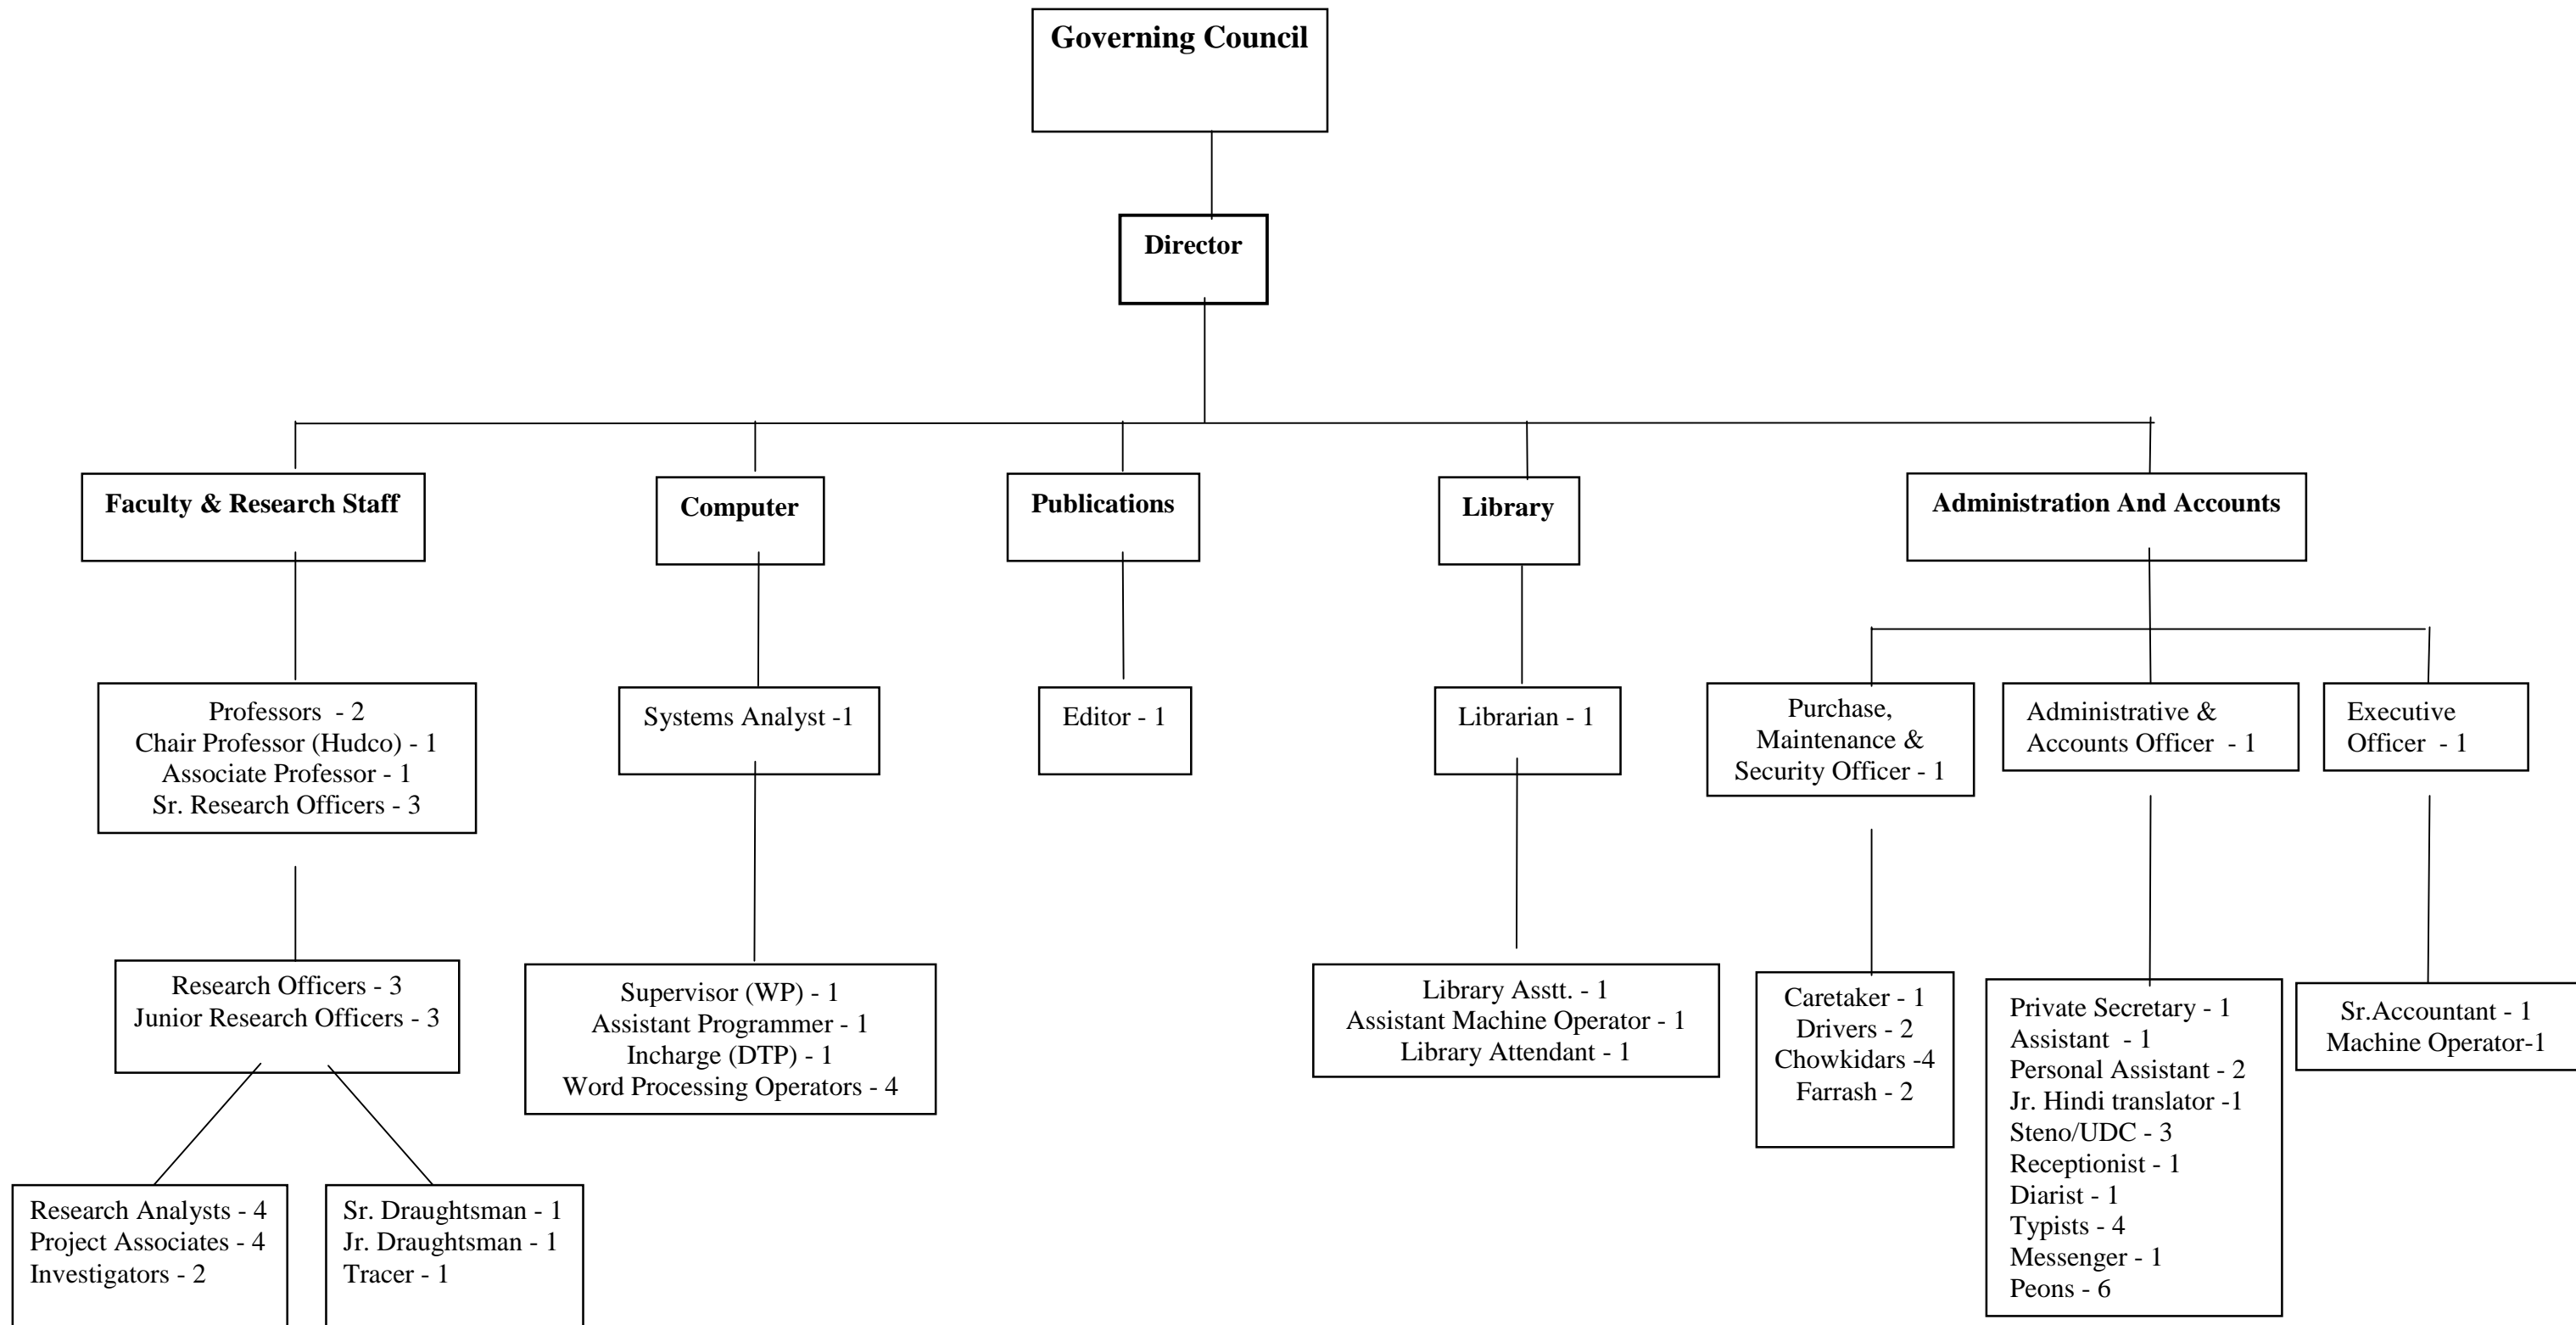 Governing Council
Director
Faculty & Research Staff
Computer
Publications
Library
Administration And Accounts
Professors - 2
Chair Professor (Hudco) - 1
Associate Professor - 1
Sr. Research Officers - 3
Systems Analyst -1
Editor - 1
Librarian - 1
Purchase,
Maintenance &
Security Officer - 1
Administrative &
Accounts Officer - 1
Executive
Officer - 1
Research Officers - 3
Junior Research Officers - 3
Supervisor (WP) - 1
Assistant Programmer - 1
Incharge (DTP) - 1
Word Processing Operators - 4
Library Asstt. - 1
Assistant Machine Operator - 1
Library Attendant - 1
Caretaker - 1
Drivers - 2
Chowkidars -4
Farrash - 2
Private Secretary - 1
Assistant - 1
Personal Assistant - 2
Jr. Hindi translator -1
Steno/UDC - 3
Receptionist - 1
Diarist - 1
Typists - 4
Messenger - 1
Peons - 6
Sr.Accountant - 1
Machine Operator-1
Research Analysts - 4
Project Associates - 4
Investigators - 2
Sr. Draughtsman - 1
Jr. Draughtsman - 1
Tracer - 1